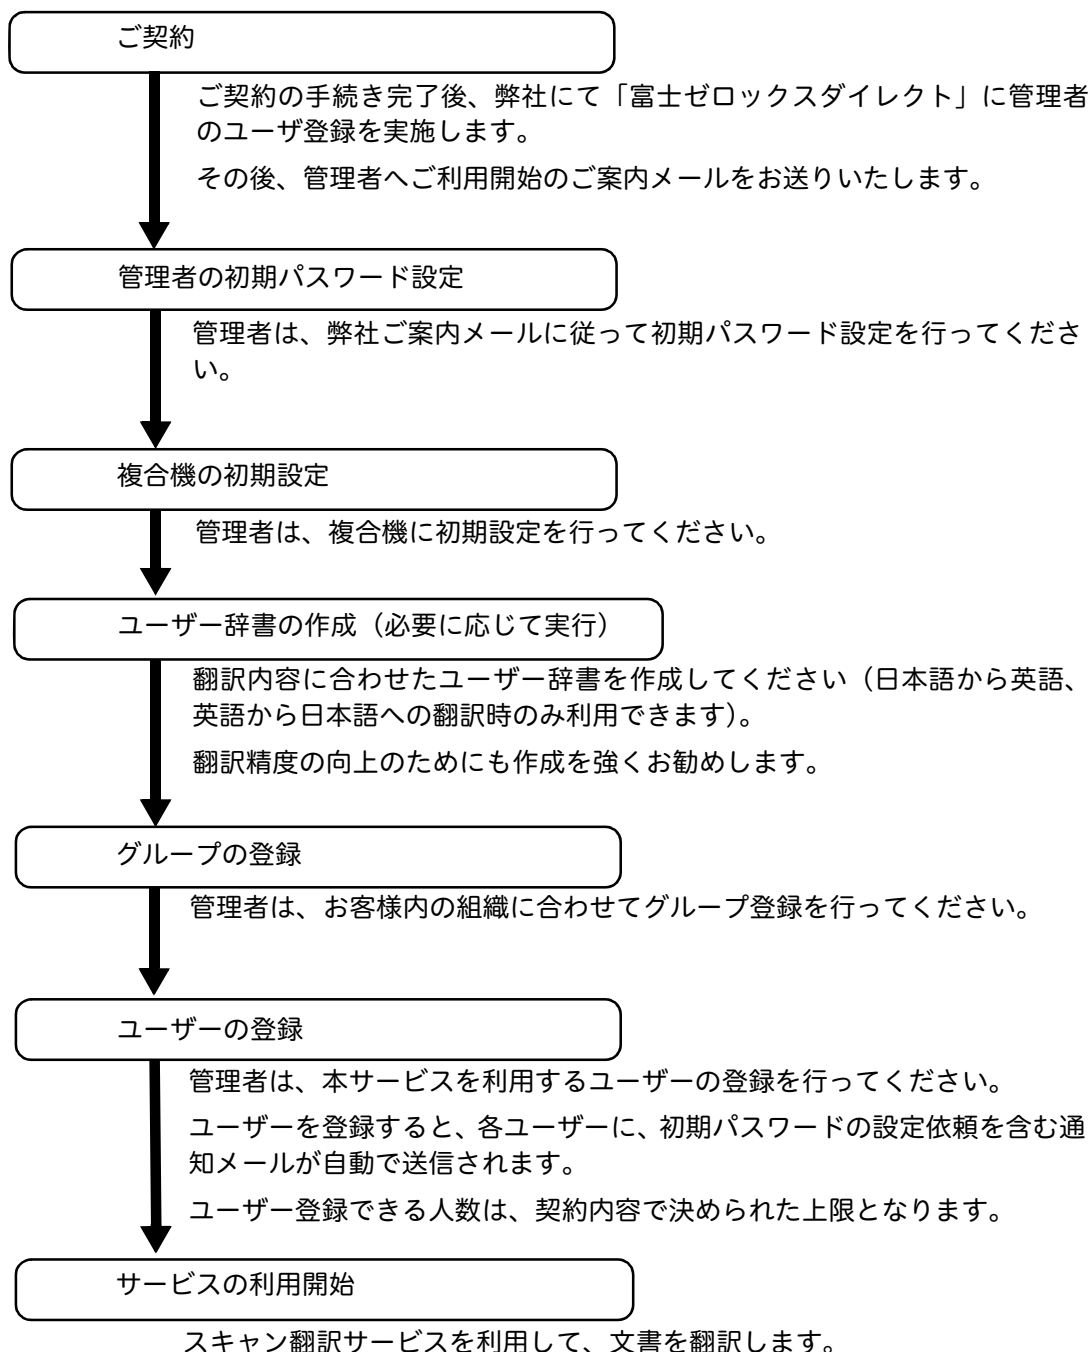 ご契約
ご契約の手続き完了後、弊社にて「富士ゼロックスダイレクト」に管理者
のユーザ登録を実施します。
その後、管理者へご利用開始のご案内メールをお送りいたします。
管理者の初期パスワード設定
管理者は、弊社ご案内メールに従って初期パスワード設定を行ってくださ
い。
複合機の初期設定
管理者は、複合機に初期設定を行ってください。
ユーザー辞書の作成（必要に応じて実行）
翻訳内容に合わせたユーザー辞書を作成してください（日本語から英語、
英語から日本語への翻訳時のみ利用できます）。
翻訳精度の向上のためにも作成を強くお勧めします。
グループの登録
管理者は、お客様内の組織に合わせてグループ登録を行ってください。
ユーザーの登録
管理者は、本サービスを利用するユーザーの登録を行ってください。
ユーザーを登録すると、各ユーザーに、初期パスワードの設定依頼を含む通
知メールが自動で送信されます。
ユーザー登録できる人数は、契約内容で決められた上限となります。
サービスの利用開始
スキャン翻訳サービスを利用して、文書を翻訳します。